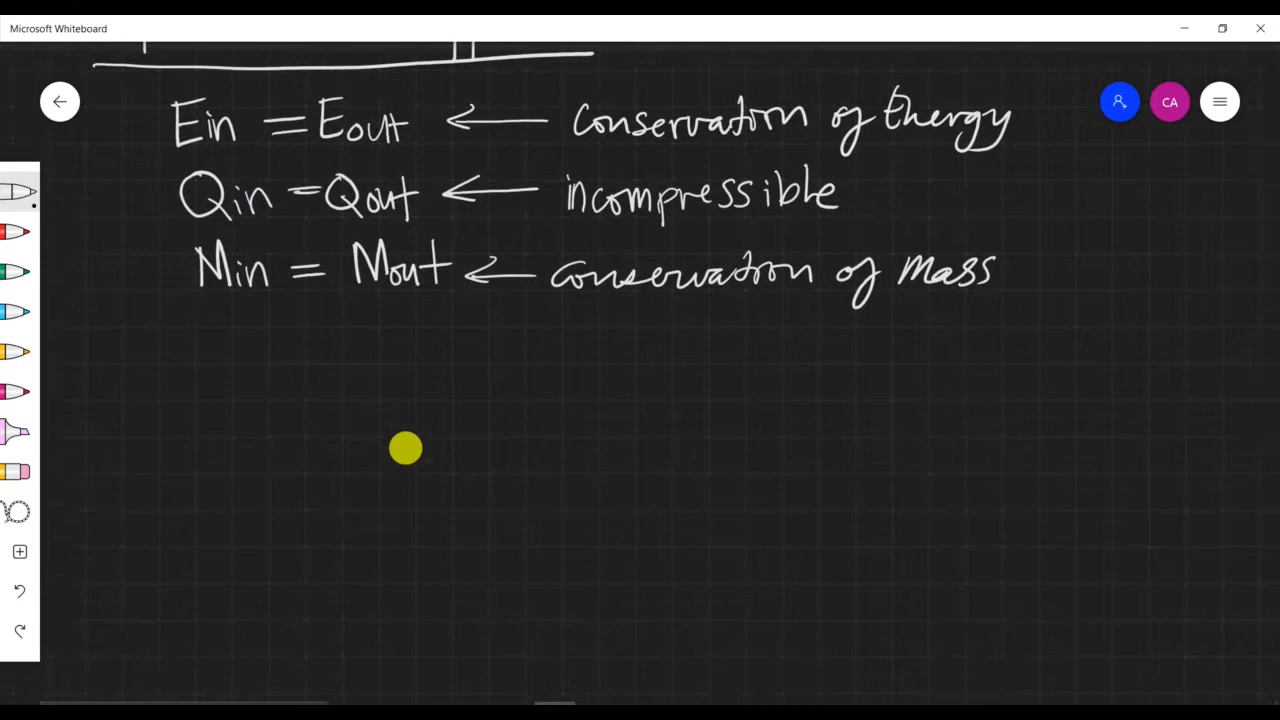 Microsoft Whiteboard
Ein = Eout ← conservation of Energy
CA
Qin = Qout ← incompressible
Min = Mout ← conservation of mass